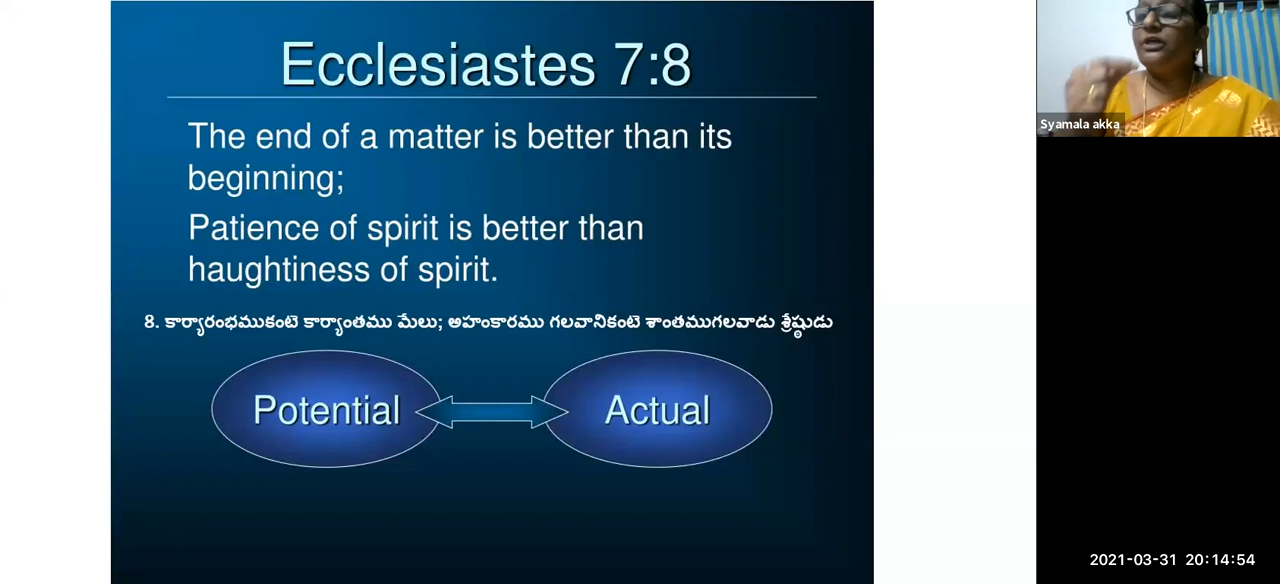 Ecclesiastes 7:8
The end of a matter is better than its
beginning;
Patience of spirit is better than
haughtiness of spirit.
8. కార్యారంభముకంటె కార్యాంతము మేలు; అహంకారము గలవానికంటె శాంతముగలవాడు శ్రేష్ఠుడు
Potential
Actual
Syamala akka
2021-03-31 20:14:54